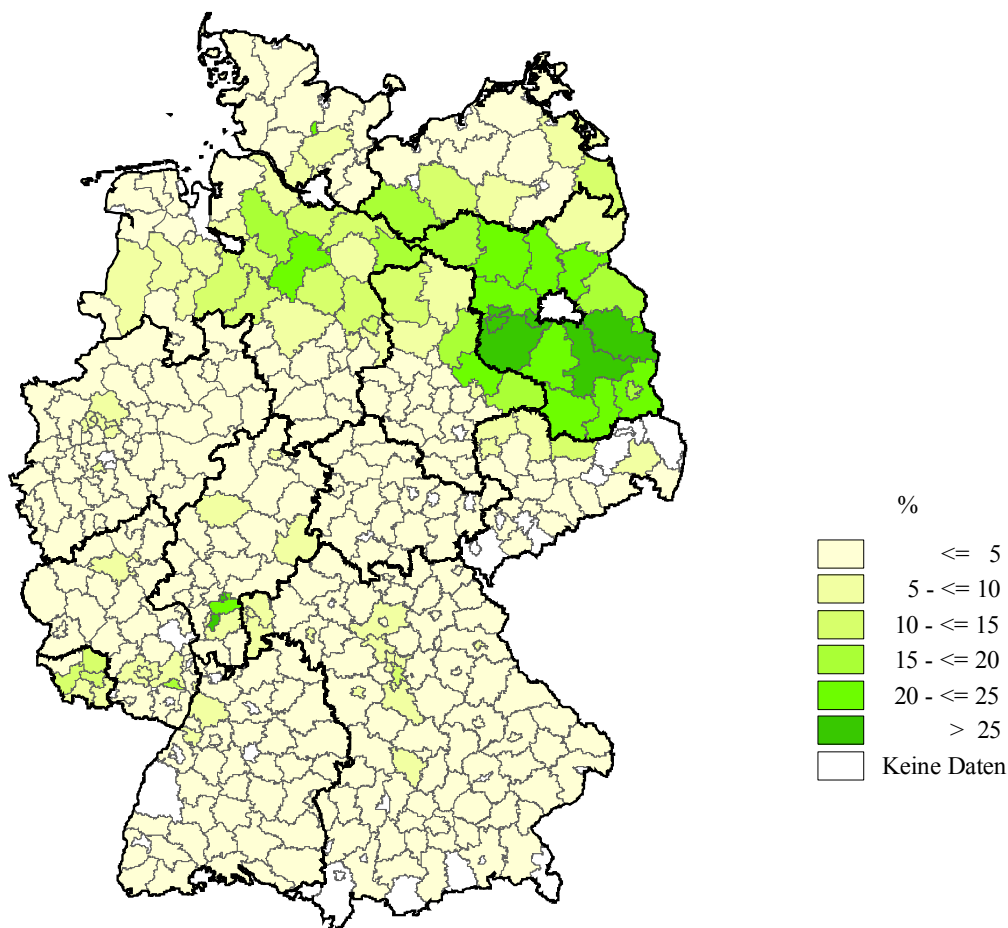 %
<= 5
5 - <= 10
10 - <= 15
15 - <= 20
20 - <= 25
> 25
Keine Daten